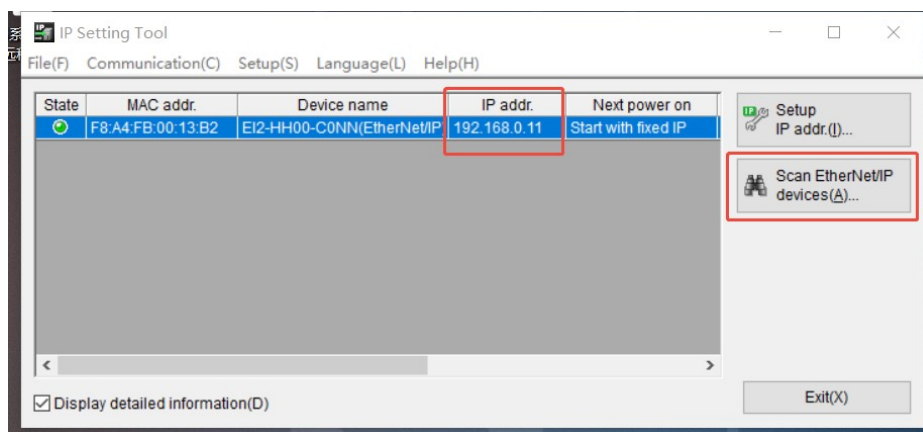 系
IP Setting Tool
File(F) Communication(C) Setup(S) Language(L) Help(H)
State MAC addr. Device name IP addr. Next power on
F8:A4:FB:00:13:B2 EI2-HH00-C0NN(EtherNet/IP 192.168.0.11 Start with fixed IP
Setup
IP addr.(I)...
Scan EtherNet/IP
devices(A)...
Display detailed information(D)
Exit(X)